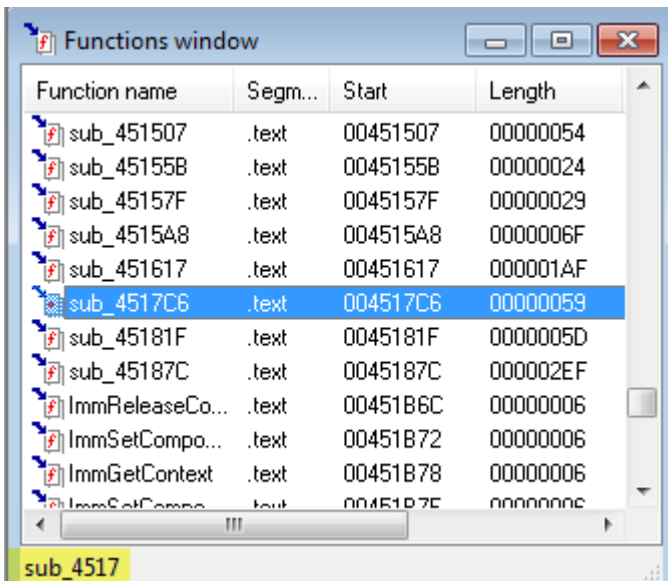 Functions window
Function name Segm... Start Length
sub_451507 .text 00451507 00000054
sub_45155B .text 0045155B 00000024
sub_45157F .text 0045157F 00000029
sub_4515A8 .text 004515A8 0000006F
sub_451617 .text 00451617 000001AF
sub_4517C6 .text 004517C6 00000059
sub_45181F .text 0045181F 0000005D
sub_45187C .text 0045187C 000002EF
ImmReleaseCo... .text 00451B6C 00000006
ImmSetCompo... .text 00451B72 00000006
ImmGetContext .text 00451B78 00000006
sub_4517